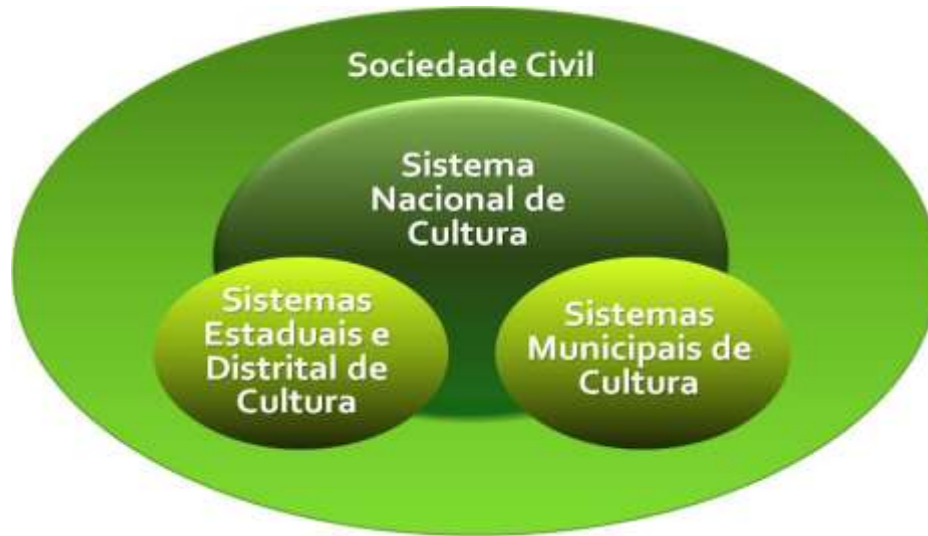 Sociedade Civil
Sistema
Nacional de
Cultura
Sistemas
Estaduais e
Distrital de
Cultura
Sistemas
Municipais de
Cultura